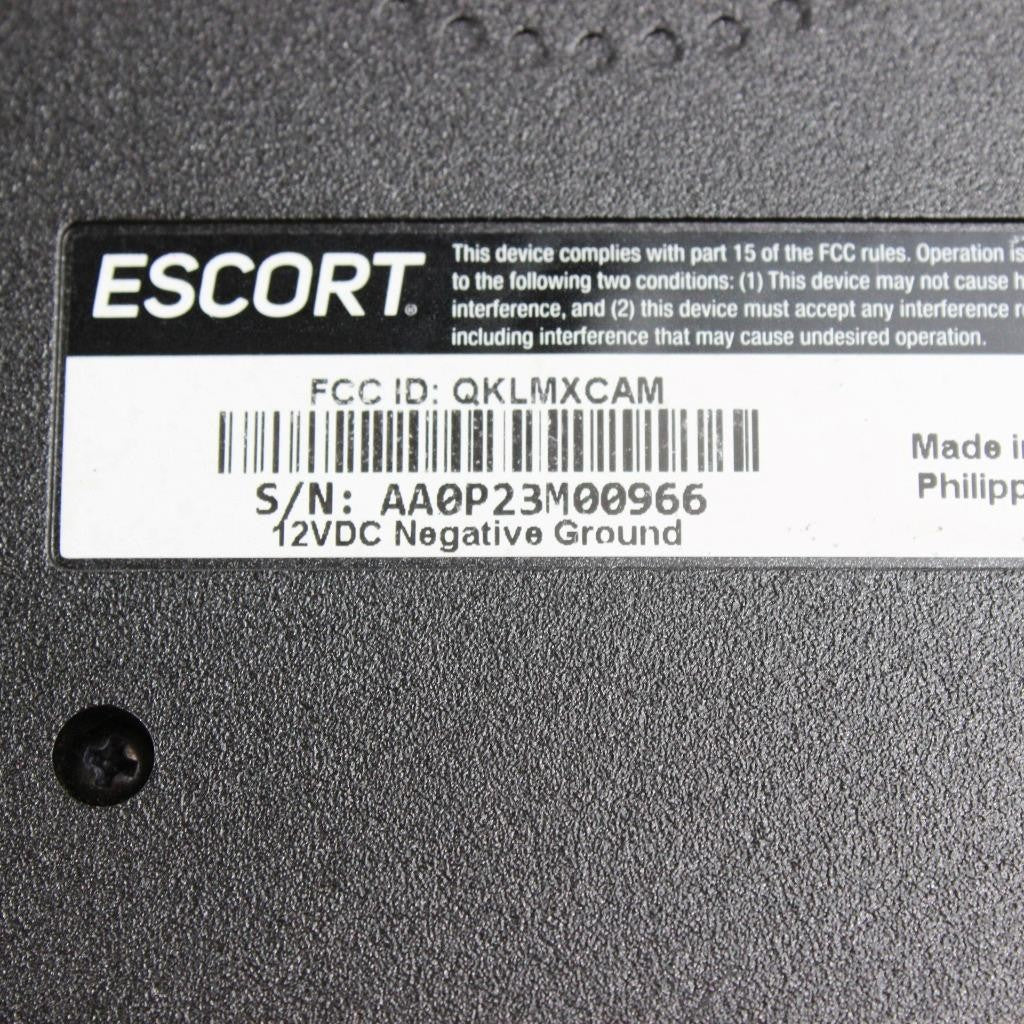 ESCORT®
This device complies with part 15 of the FCC rules. Operation is
to the following two conditions: (1) This device may not cause
interference, and (2) this device must accept any interference
including interference that may cause undesired operation.
FCC ID: QKLMXCAM
S/N: AA0P23M00966
12VDC Negative Ground
Made in
Philipp